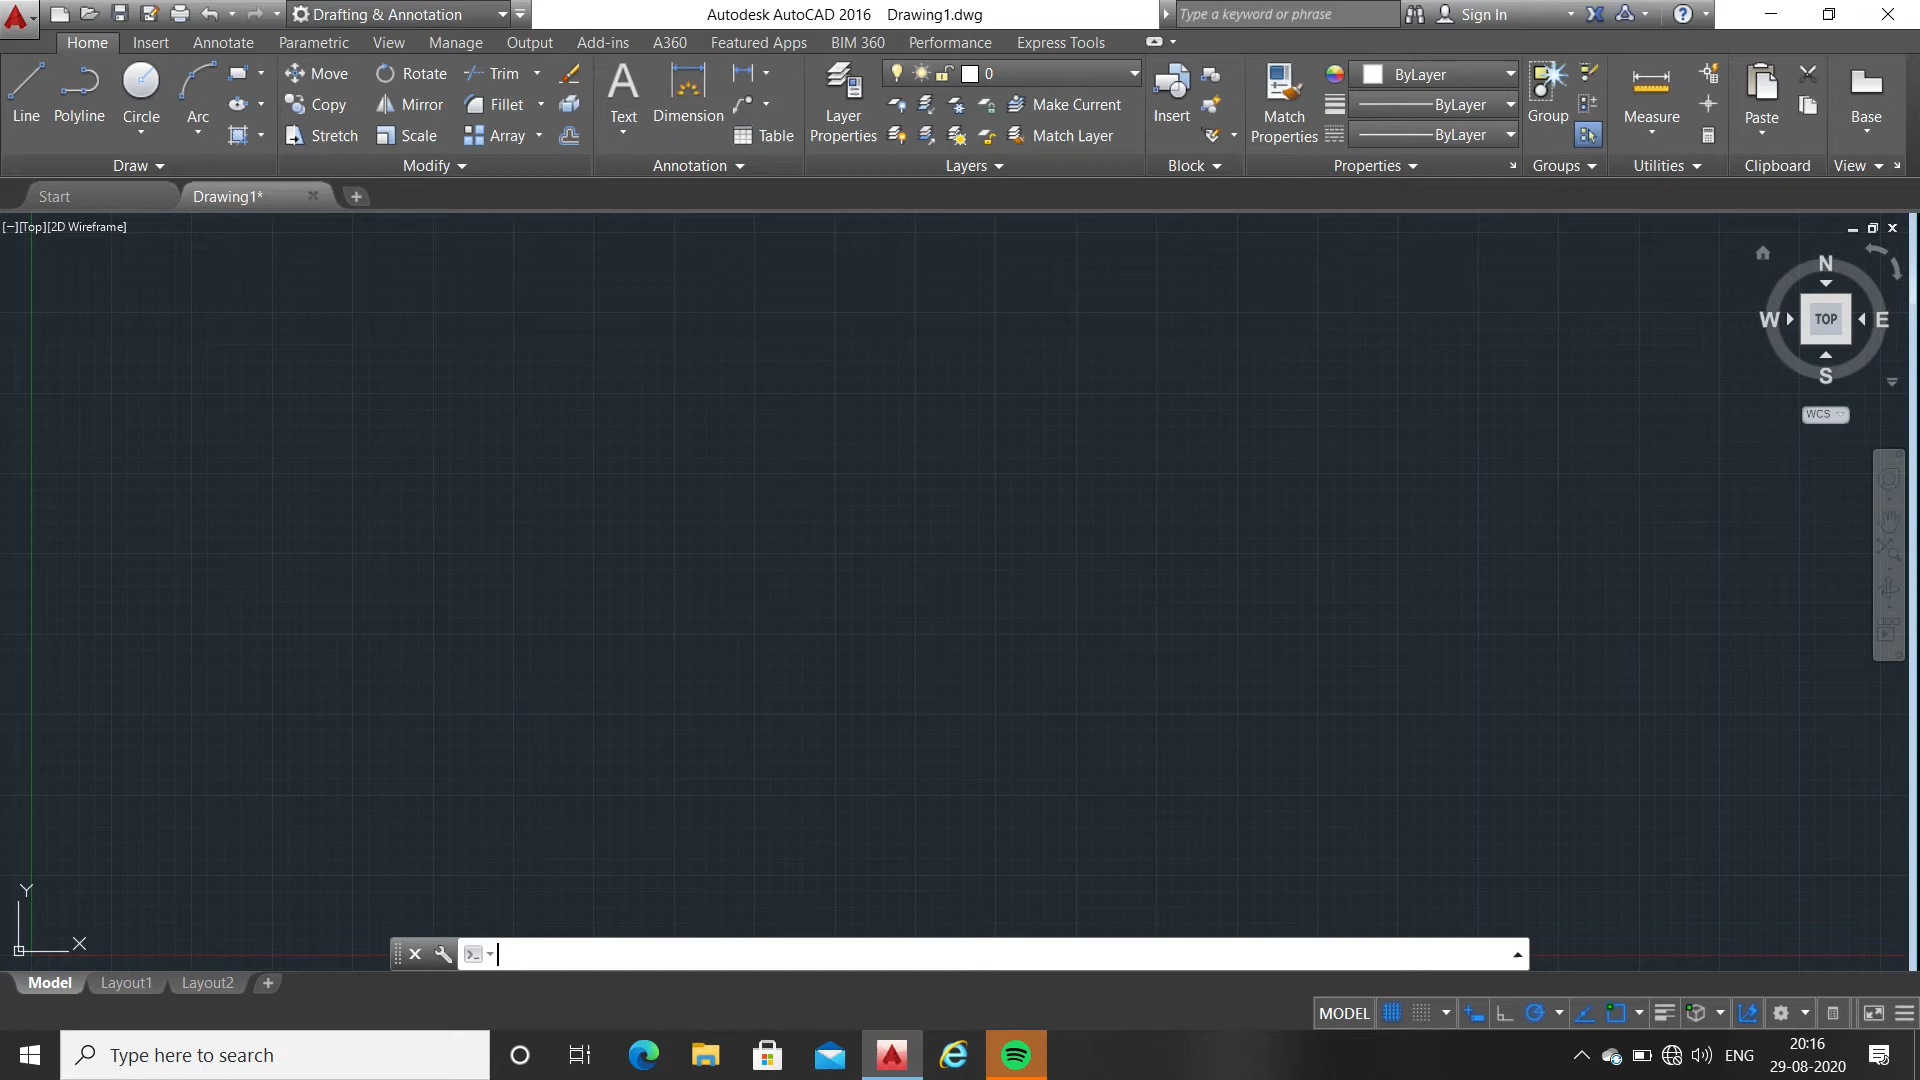 Drafting & Annotation
Autodesk AutoCAD 2016 Drawing1.dwg
Type a keyword or phrase
Sign In
Home Insert Annotate Parametric View Manage Output Add-ins A360 Featured Apps BIM 360 Performance Express Tools
Line Polyline Circle Arc
Move Rotate Trim
Copy Mirror Fillet
Stretch Scale Array
Text Dimension Table
Layer Properties
0
Make Current
Match Layer
Insert
Match Properties
ByLayer
ByLayer
ByLayer
Group
Measure
Paste
Base
Draw Modify Annotation Layers Block Properties Groups Utilities Clipboard View
Start Drawing1*
[−][Top][2D Wireframe]
N
W TOP E
S
WCS
Y
X
Model Layout1 Layout2
MODEL
Type here to search
ENG
20:16
29-08-2020